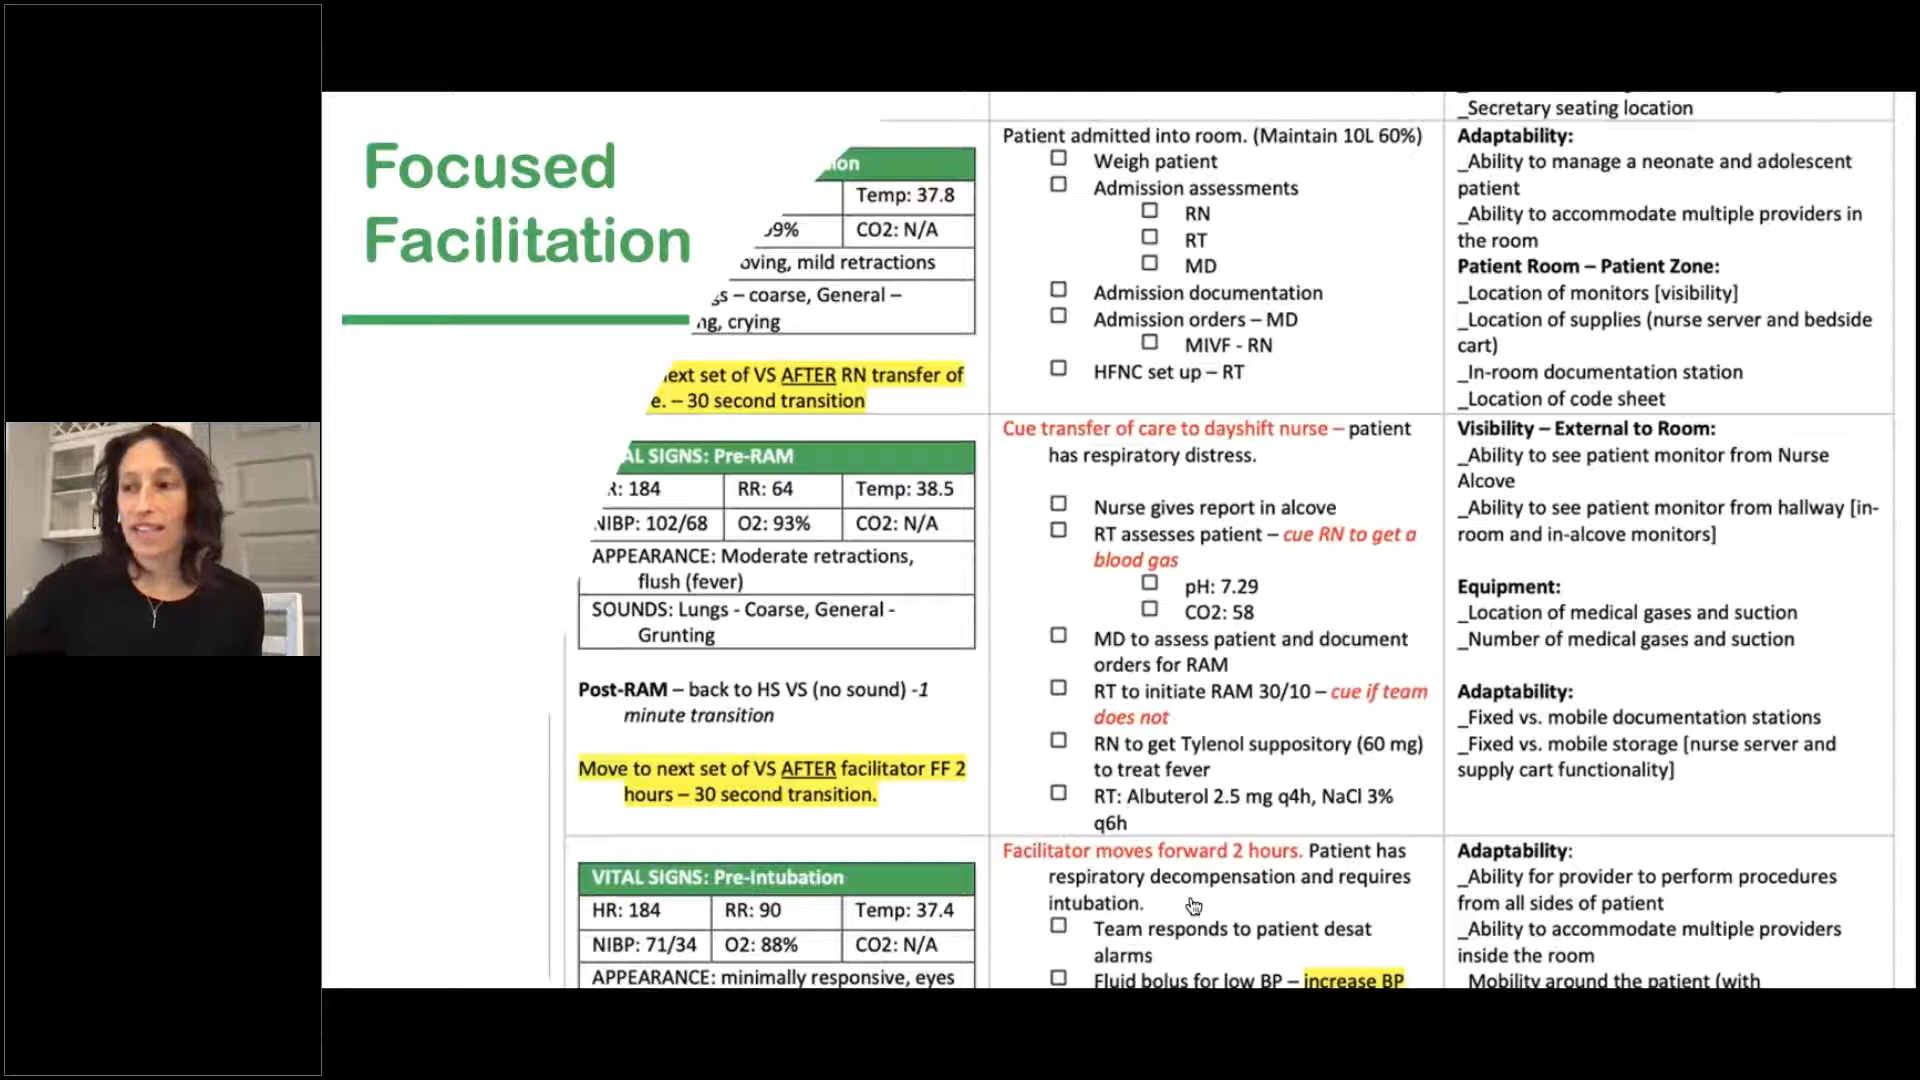 Focused
Facilitation
Temp: 37.8
CO2: N/A
mild retractions
– coarse, General –
crying
set of VS AFTER RN transfer of
– 30 second transition
SIGNS: Pre-RAM
184
RR: 64
Temp: 38.5
NIBP: 102/68
O2: 93%
CO2: N/A
APPEARANCE: Moderate retractions,
flush (fever)
SOUNDS: Lungs - Coarse, General -
Grunting
Post-RAM – back to HS VS (no sound) -1
minute transition
Move to next set of VS AFTER facilitator FF 2
hours – 30 second transition.
VITAL SIGNS: Pre-Intubation
HR: 184
RR: 90
Temp: 37.4
NIBP: 71/34
O2: 88%
CO2: N/A
APPEARANCE: minimally responsive, eyes
Patient admitted into room. (Maintain 10L 60%)
Weigh patient
Admission assessments
RN
RT
MD
Admission documentation
Admission orders – MD
MIVF - RN
HFNC set up – RT
Cue transfer of care to dayshift nurse – patient
has respiratory distress.
Nurse gives report in alcove
RT assesses patient – cue RN to get a
blood gas
pH: 7.29
CO2: 58
MD to assess patient and document
orders for RAM
RT to initiate RAM 30/10 – cue if team
does not
RN to get Tylenol suppository (60 mg)
to treat fever
RT: Albuterol 2.5 mg q4h, NaCl 3%
q6h
Facilitator moves forward 2 hours. Patient has
respiratory decompensation and requires
intubation.
Team responds to patient desat
alarms
Fluid bolus for low BP – increase BP
_Secretary seating location
Adaptability:
_Ability to manage a neonate and adolescent
patient
_Ability to accommodate multiple providers in
the room
Patient Room – Patient Zone:
_Location of monitors [visibility]
_Location of supplies (nurse server and bedside
cart)
_In-room documentation station
_Location of code sheet
Visibility – External to Room:
_Ability to see patient monitor from Nurse
Alcove
_Ability to see patient monitor from hallway [in-
room and in-alcove monitors]
Equipment:
_Location of medical gases and suction
_Number of medical gases and suction
Adaptability:
_Fixed vs. mobile documentation stations
_Fixed vs. mobile storage [nurse server and
supply cart functionality]
Adaptability:
_Ability for provider to perform procedures
from all sides of patient
_Ability to accommodate multiple providers
inside the room
_Mobility around the patient (with